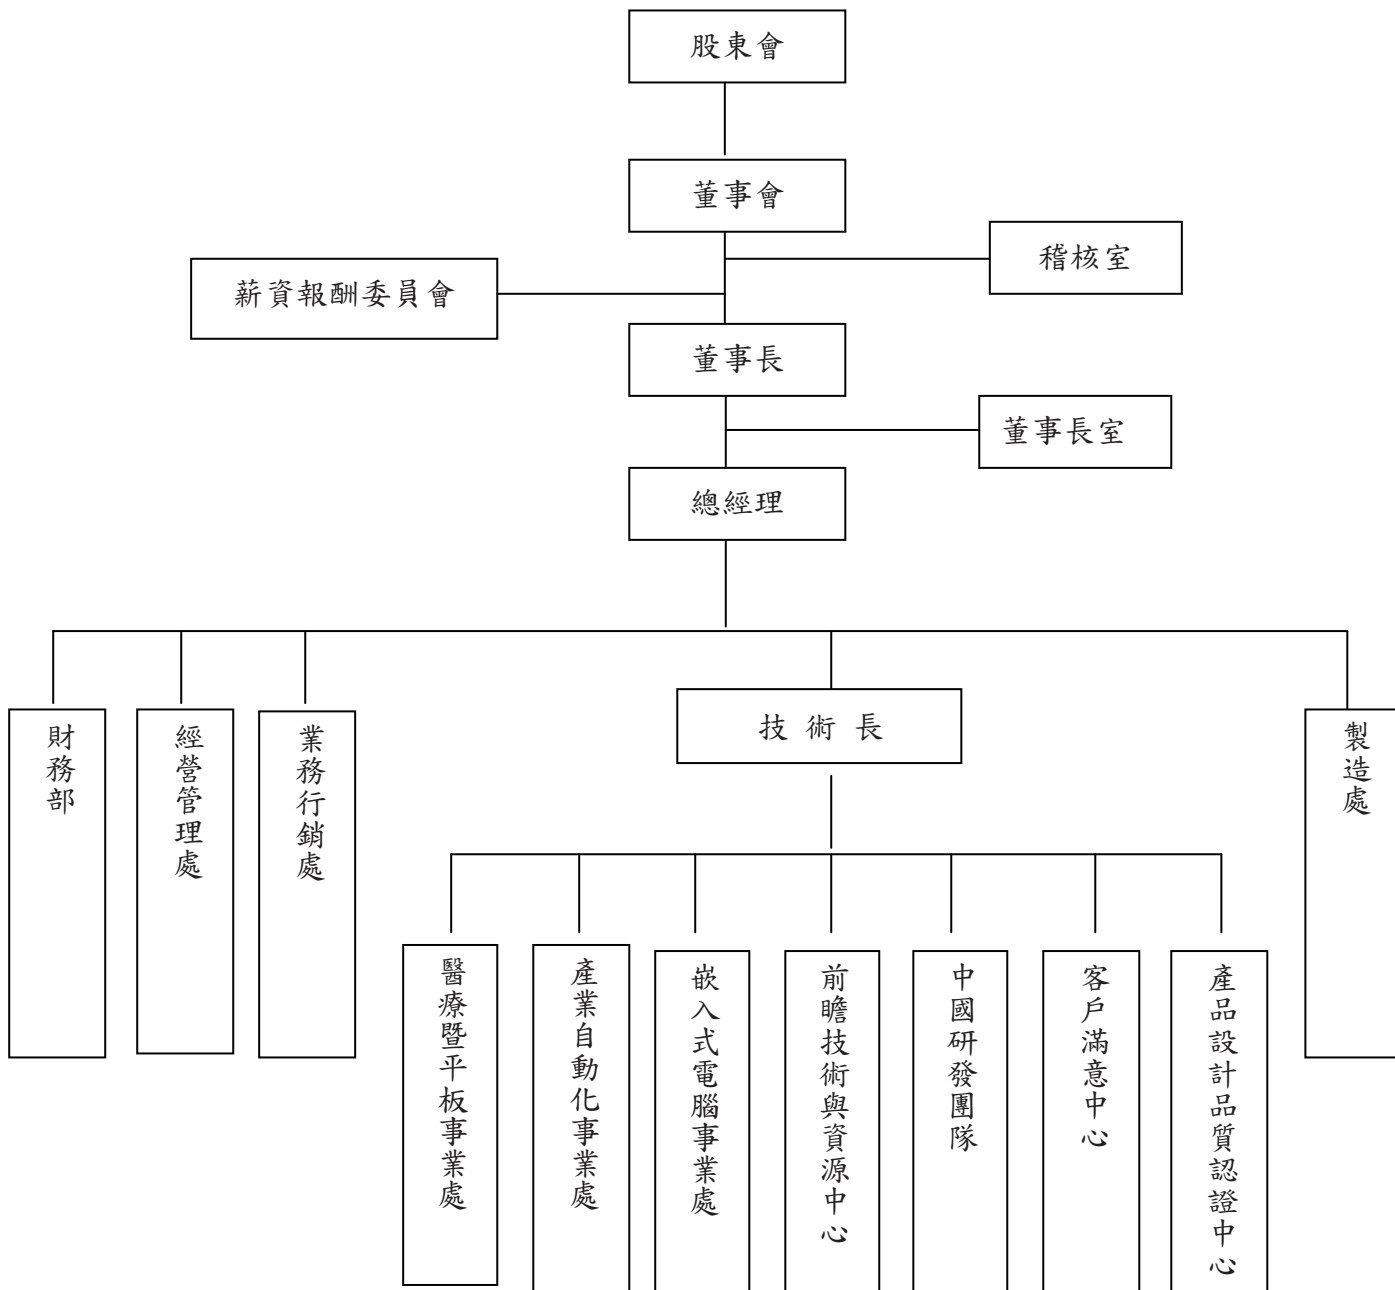 股東會
董事會
稽核室
薪資報酬委員會
董事長
董事長室
總經理
財務部
經營管理處
業務行銷處
技術長
製造處
醫療暨平板事業處
產業自動化事業處
嵌入式電腦事業處
前瞻技術與資源中心
中國研發團隊
客戶滿意中心
產品設計品質認證中心